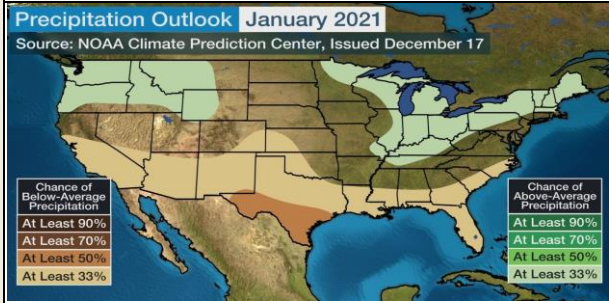 Precipitation Outlook January 2021
Source: NOAA Climate Prediction Center, Issued December 17
Chance of
Below-Average
Precipitation
At Least 90%
At Least 70%
At Least 50%
At Least 33%
Chance of
Above-Average
Precipitation
At Least 90%
At Least 70%
At Least 50%
At Least 33%